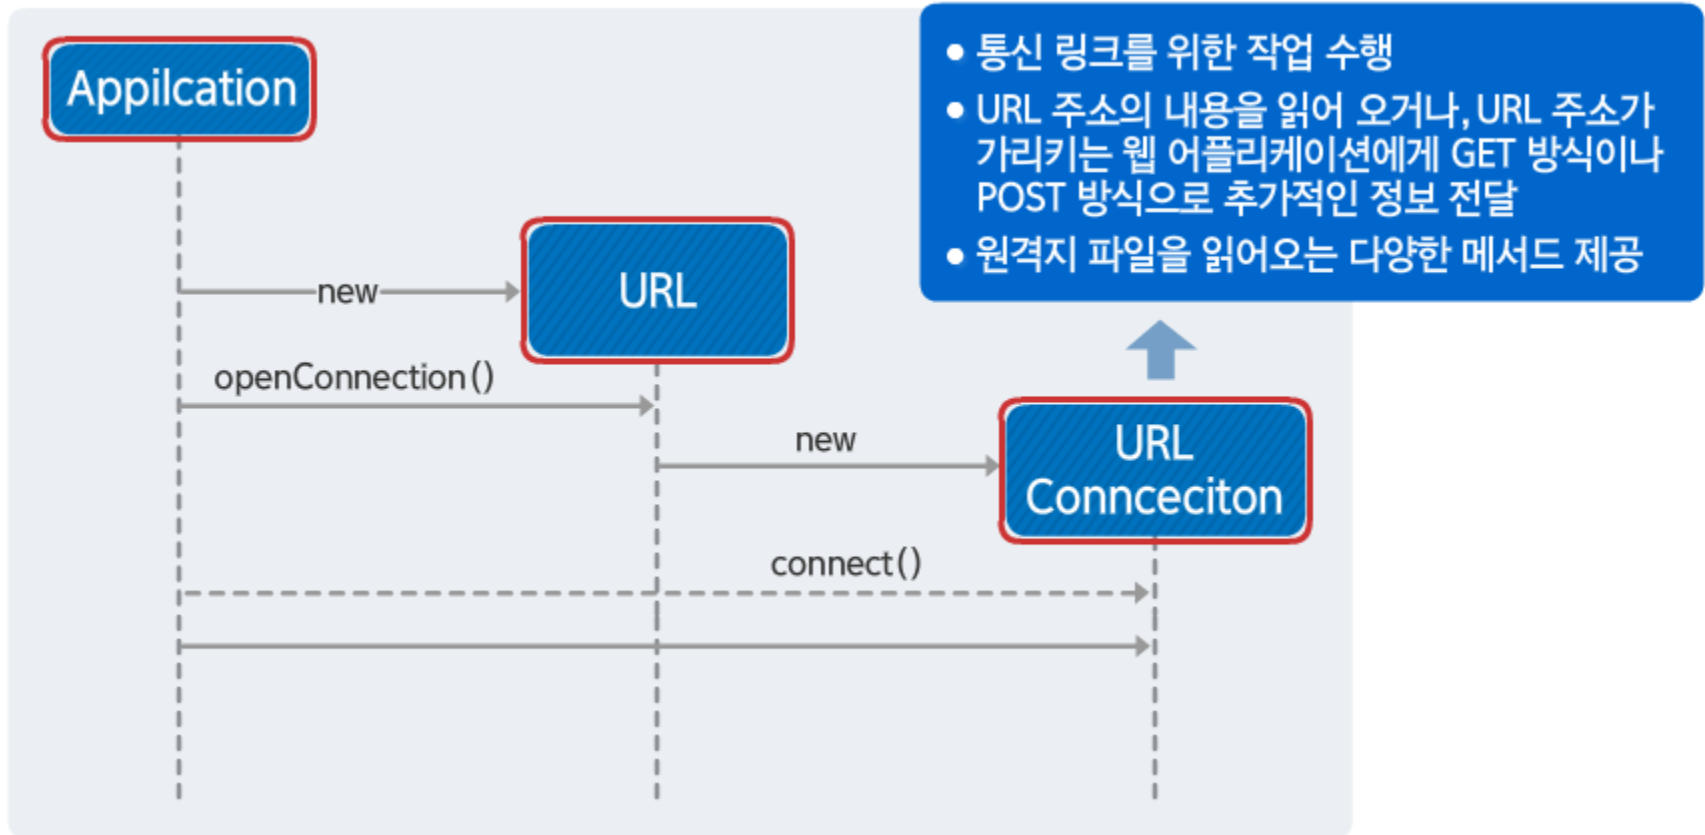 Appilcation
• 통신 링크를 위한 작업 수행
• URL 주소의 내용을 읽어 오거나, URL 주소가
가리키는 웹 어플리케이션에게 GET 방식이나
POST 방식으로 추가적인 정보 전달
• 원격지 파일을 읽어오는 다양한 메서드 제공
new
URL
openConnection()
new
URL
Connceciton
connect()